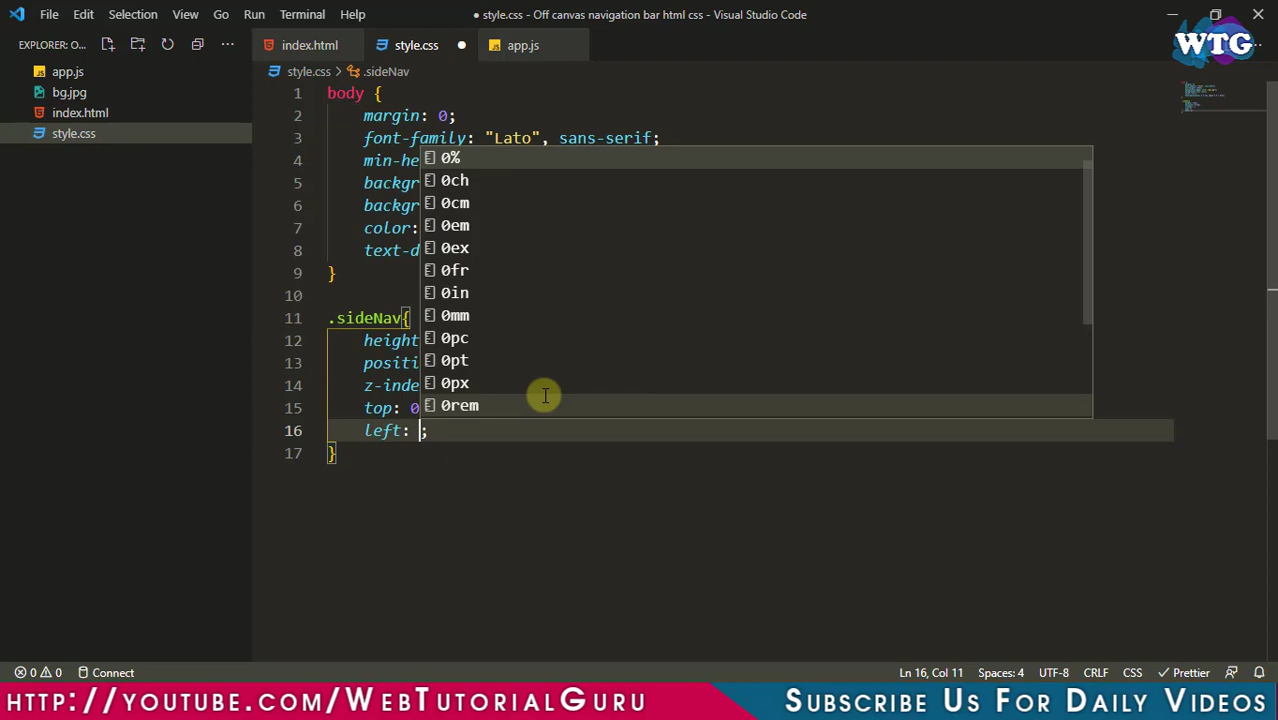 File Edit Selection View Go Run Terminal Help
● style.css - Off canvas navigation bar html css - Visual Studio Code
WTG
EXPLORER: O...
index.html style.css app.js
app.js
bg.jpg
index.html
style.css
style.css > .sideNav
1 body {
2 margin: 0;
3 font-family: "Lato", sans-serif;
4 min-he
5 backgr
6 backgr
7 color:
8 text-d
9 }
10
11 .sideNav{
12 height
13 positi
14 z-inde
15 top: 0
16 left: ;
17 }
0%
0ch
0cm
0em
0ex
0fr
0in
0mm
0pc
0pt
0px
0rem
0 0 Connect
Ln 16, Col 11 Spaces: 4 UTF-8 CRLF CSS Prettier
http://youtube.com/WebTutorialGuru
Subscribe Us For Daily Videos